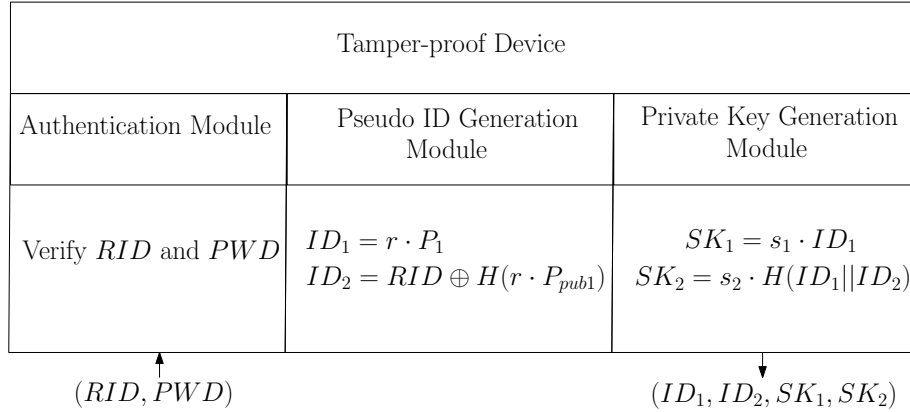 Tamper-proof Device
Authentication Module
Pseudo ID Generation
Module
Private Key Generation
Module
Verify RID and PWD
ID₁ = r · P₁
ID₂ = RID ⊕ H(r · Pₚᵤb₁)
SK₁ = s₁ · ID₁
SK₂ = s₂ · H(ID₁||ID₂)
(RID, PWD)
(ID₁, ID₂, SK₁, SK₂)